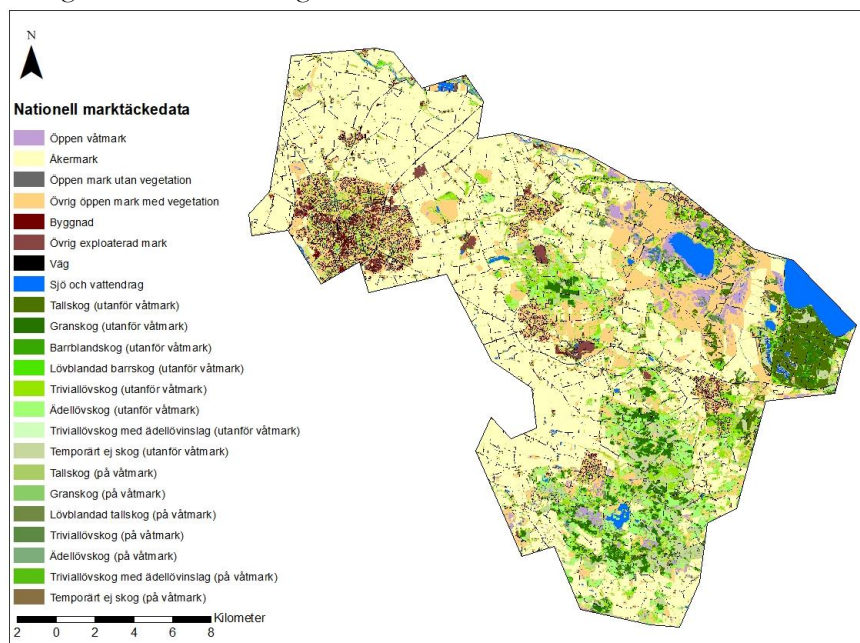 N
Nationell marktäckedata
Öppen våtmark
Åkermark
Öppen mark utan vegetation
Övrig öppen mark med vegetation
Byggnad
Övrig exploaterad mark
Väg
Sjö och vattendrag
Tallskog (utanför våtmark)
Granskog (utanför våtmark)
Barrblandskog (utanför våtmark)
Lövblandad barrskog (utanför våtmark)
Triviallövskog (utanför våtmark)
Ädellövskog (utanför våtmark)
Triviallövskog med ädellövinslag (utanför våtmark)
Temporärt ej skog (utanför våtmark)
Tallskog (på våtmark)
Granskog (på våtmark)
Lövblandad tallskog (på våtmark)
Triviallövskog (på våtmark)
Ädellövskog (på våtmark)
Triviallövskog med ädellövinslag (på våtmark)
Temporärt ej skog (på våtmark)
Kilometer
2 0 2 4 6 8